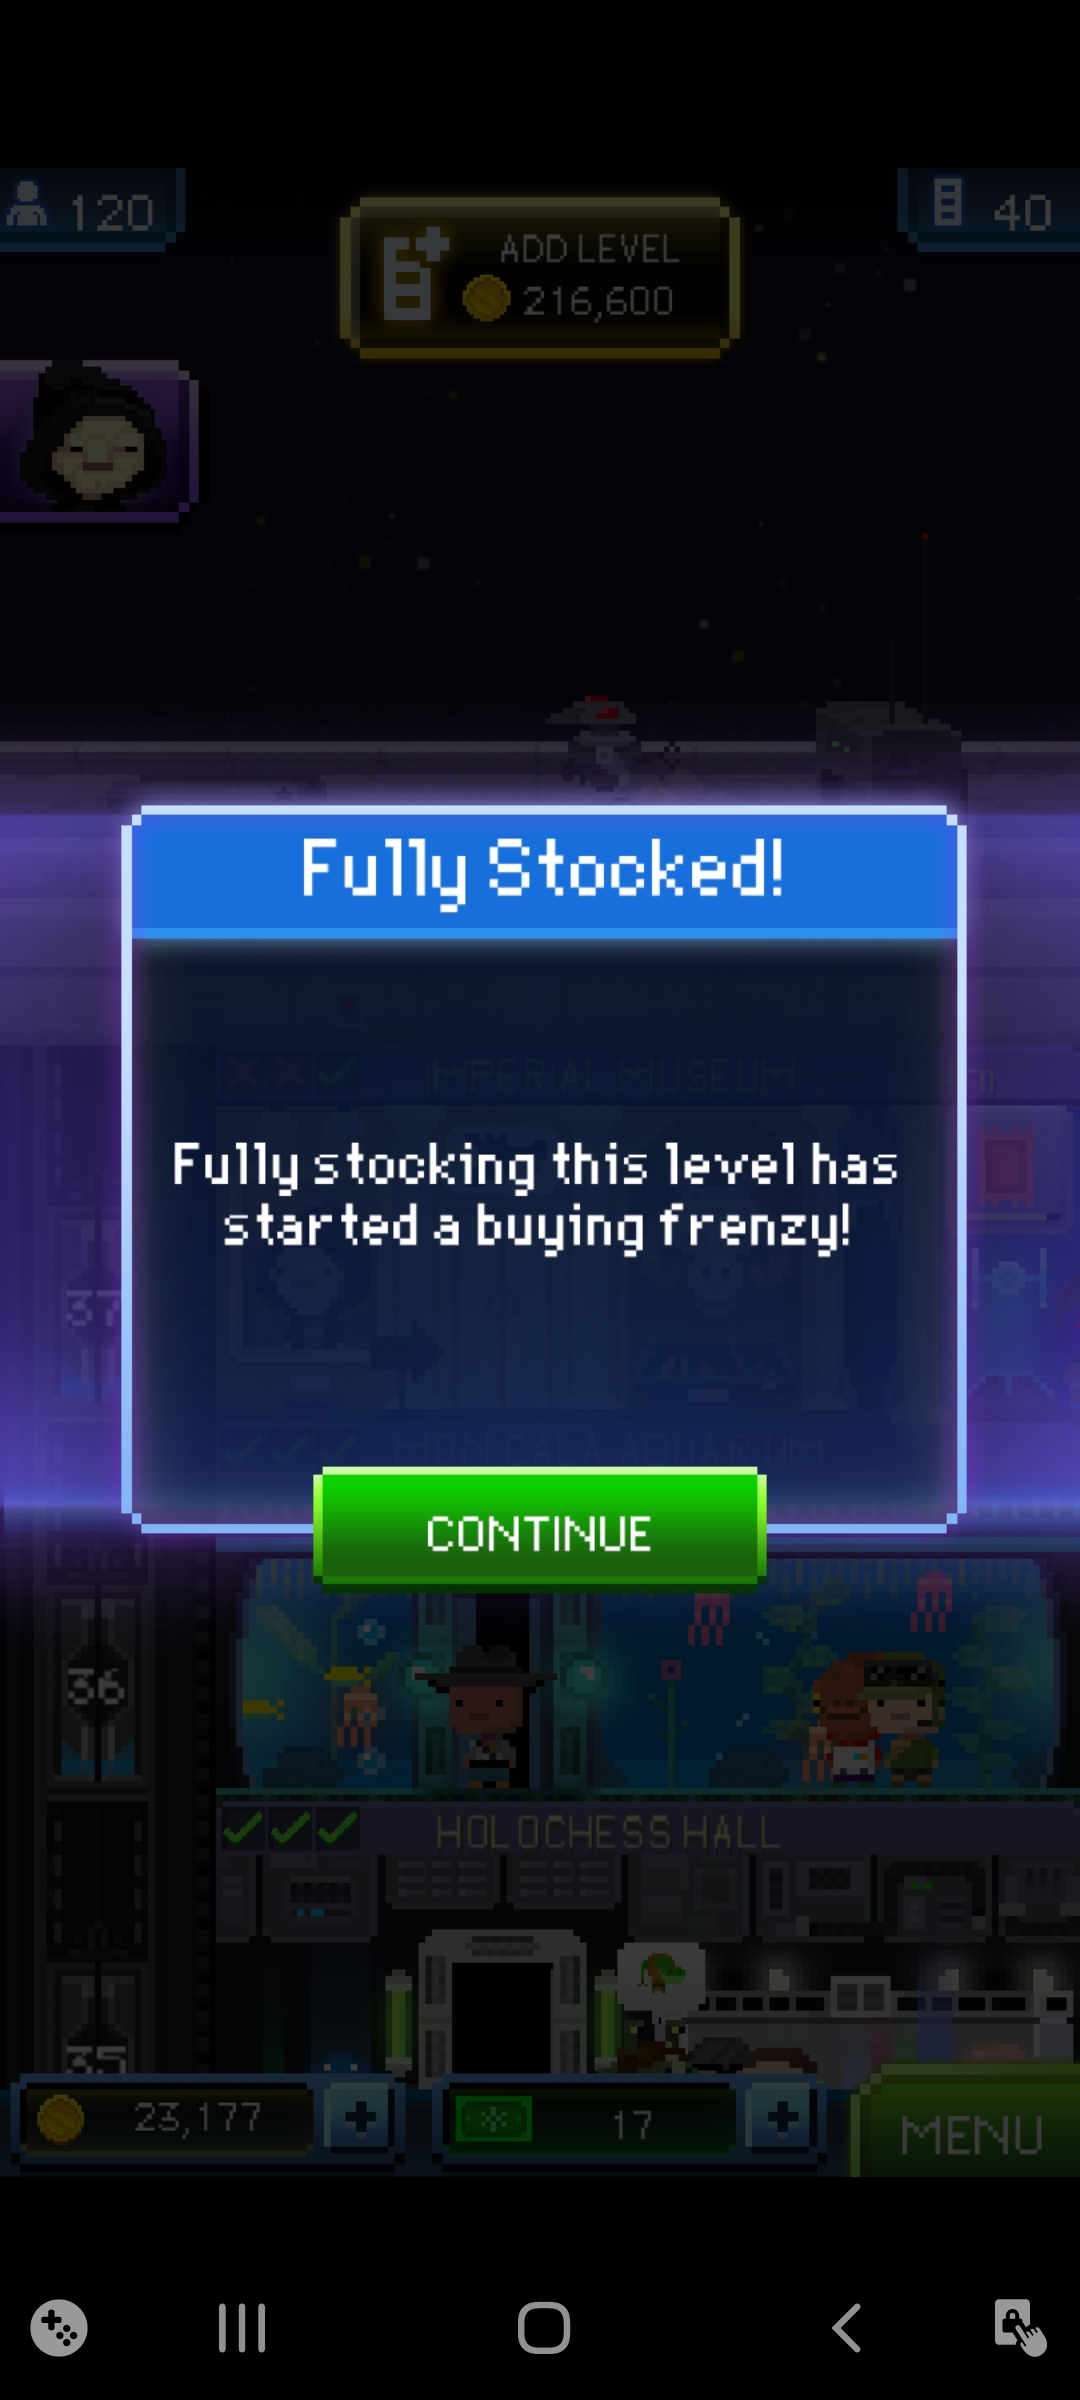 120
ADD LEVEL
216,600
40
Fully Stocked!
IMPERIAL MUSEUM
Fully stocking this level has
started a buying frenzy!
37
MON CALA AQUARIUM
CONTINUE
36
HOLOCHESS HALL
35
23,177
17
MENU